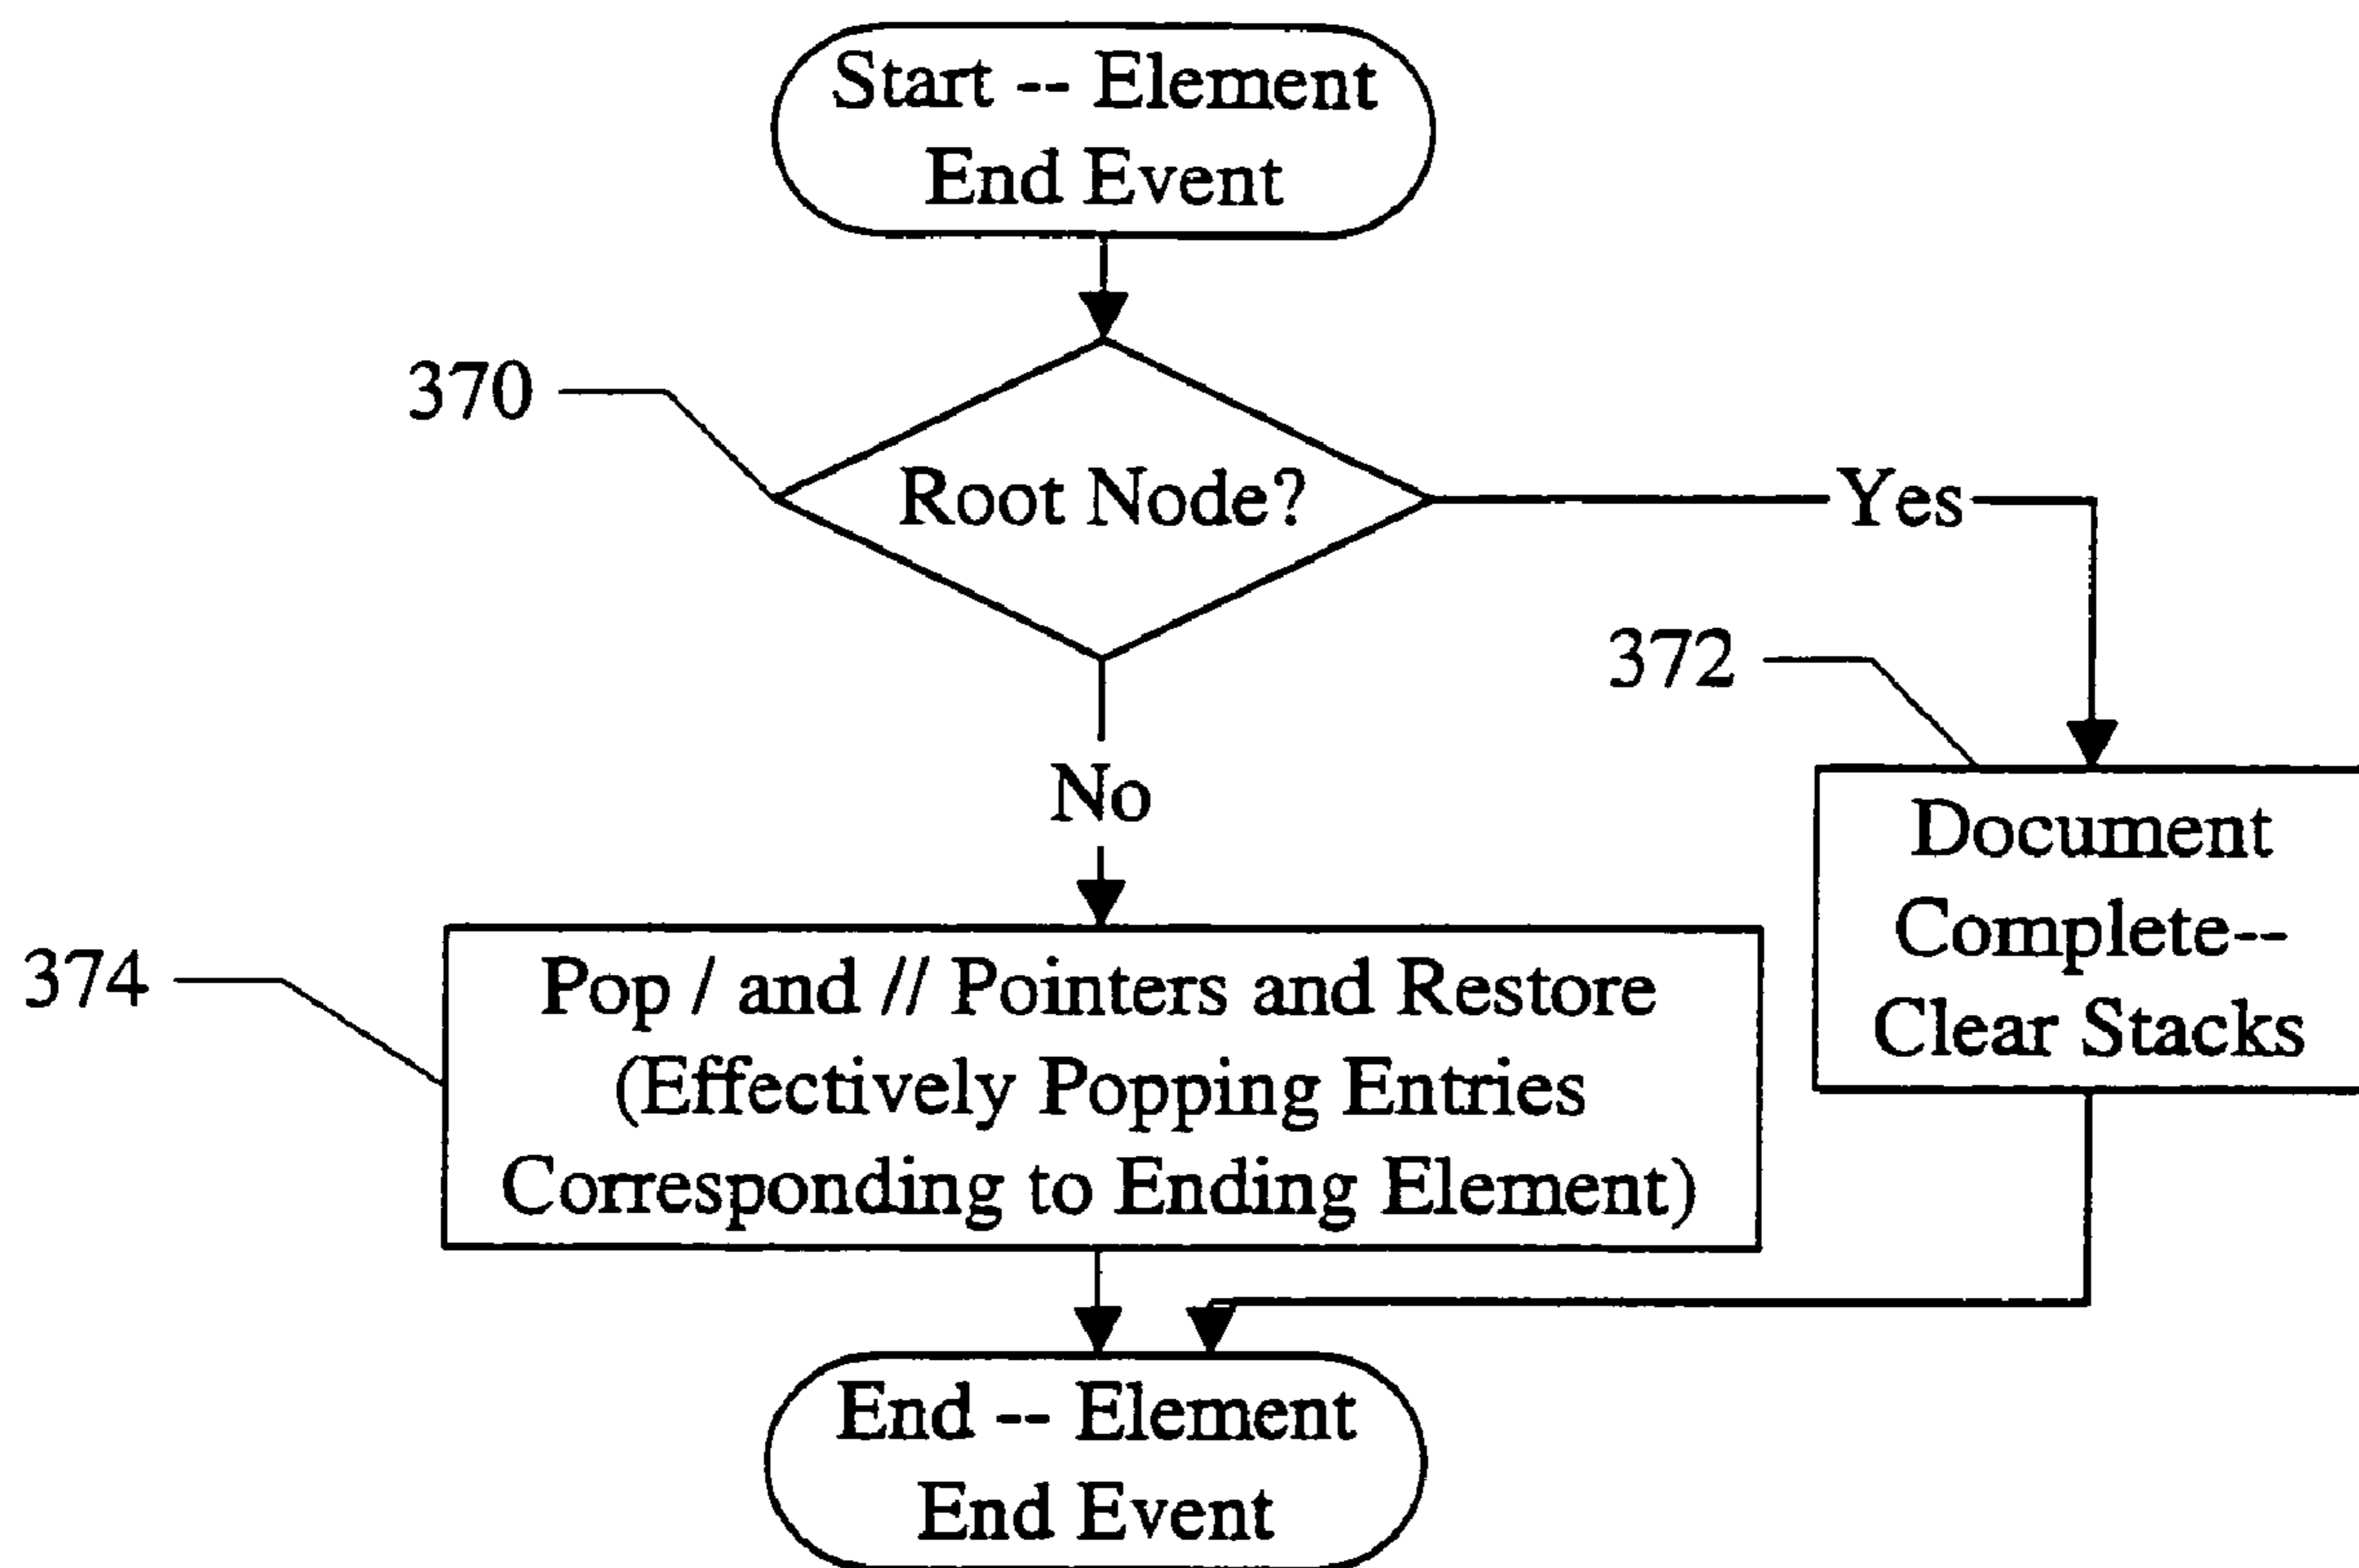 Start -- Element
End Event
370
Root Node?
Yes
372
No
Document
Complete--
Clear Stacks
374
Pop / and // Pointers and Restore
(Effectively Popping Entries
Corresponding to Ending Element)
End -- Element
End Event